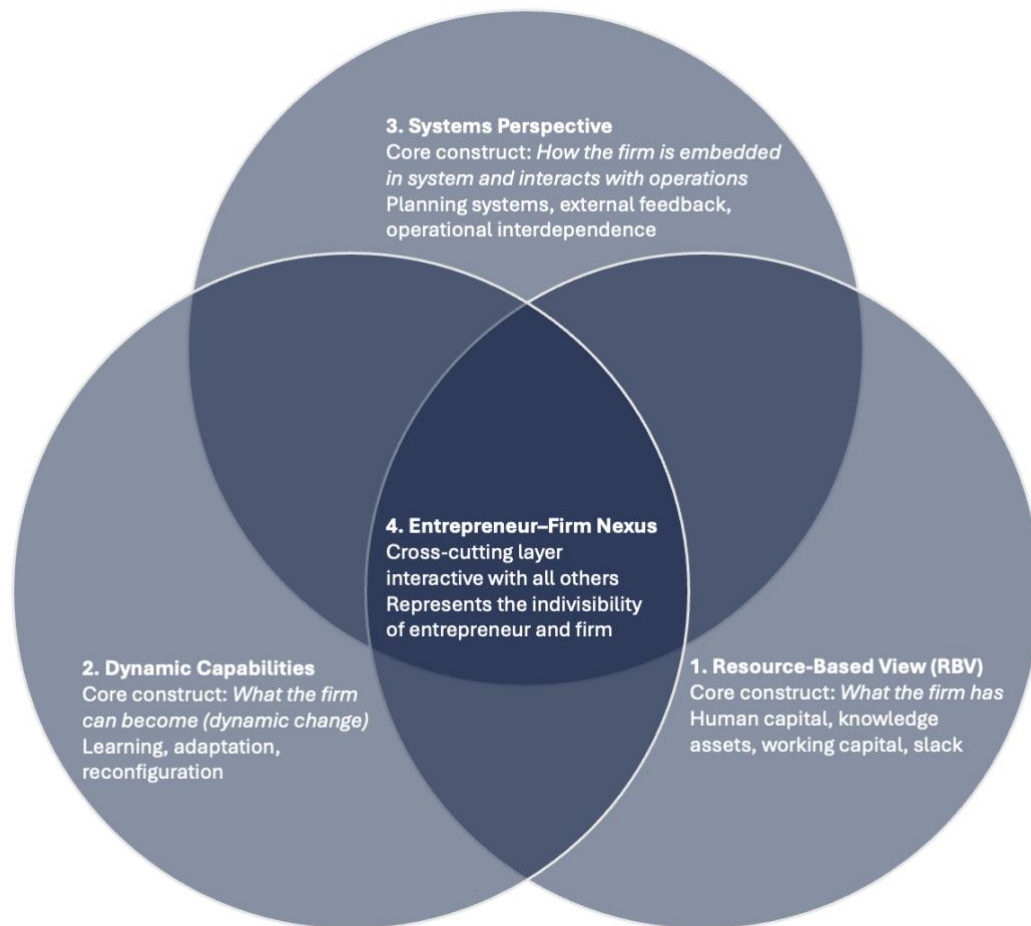 3. Systems Perspective
Core construct: How the firm is embedded
in system and interacts with operations
Planning systems, external feedback,
operational interdependence
4. Entrepreneur–Firm Nexus
Cross-cutting layer
interactive with all others
Represents the indivisibility
of entrepreneur and firm
2. Dynamic Capabilities
Core construct: What the firm
can become (dynamic change)
Learning, adaptation,
reconfiguration
1. Resource-Based View (RBV)
Core construct: What the firm has
Human capital, knowledge
assets, working capital, slack